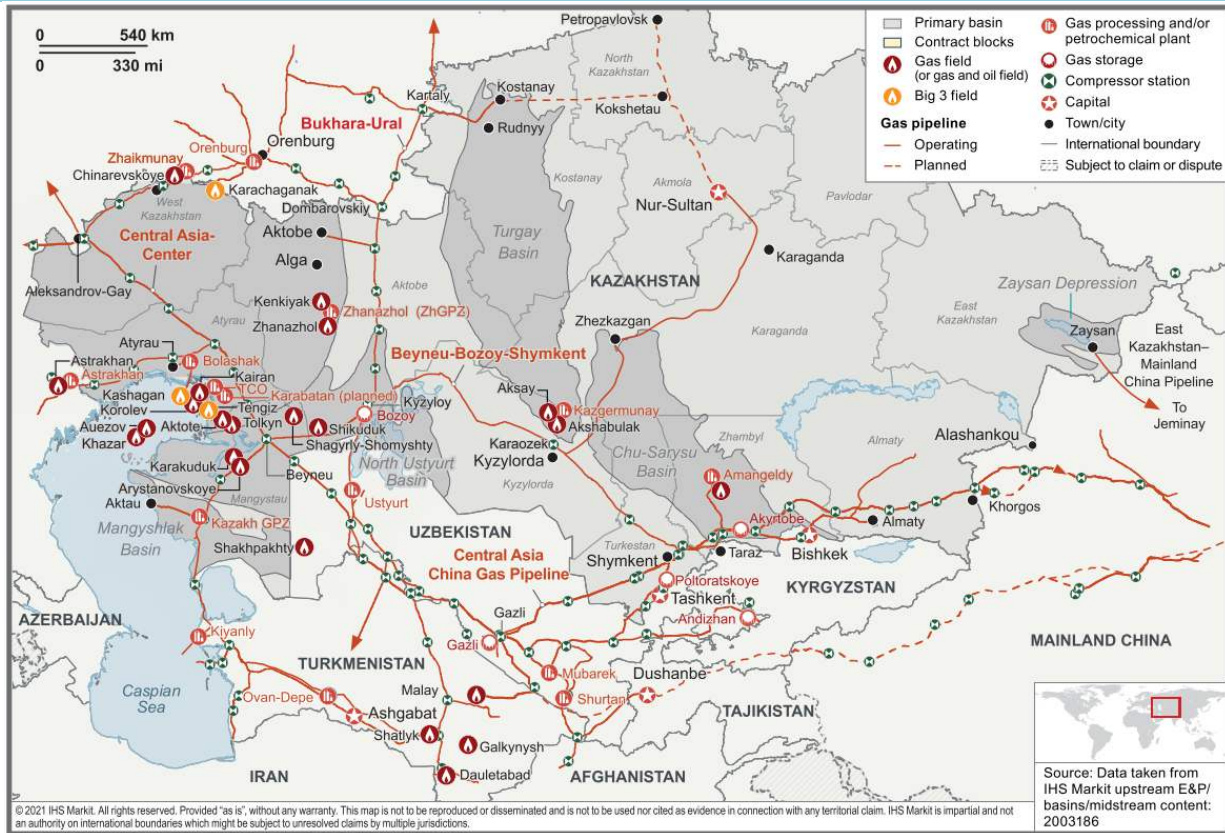 0 540 km
0 330 mi
Primary basin
Contract blocks
Gas field
(or gas and oil field)
Big 3 field
Gas pipeline
Operating
Planned
Gas processing and/or
petrochemical plant
Gas storage
Compressor station
Capital
Town/city
International boundary
Subject to claim or dispute
Petropavlovsk
North
Kazakhstan
Kostanay
Kokshetau
Kartaly
Rudnyy
Bukhara-Ural
Orenburg
Orenburg
Zhaikmunay
Chinarevskoye
Karachaganak
West
Kazakhstan
Dombarovskiy
Kostanay
Akmola
Pavlodar
Nur-Sultan
Central Asia-
Center
Aktobe
Alga
Turgay
Basin
KAZAKHSTAN
Karaganda
Aleksandrov-Gay
Aktobe
Kenkiyak
Zhanazhol (ZhGPZ)
Zhanazhol
Zaysan Depression
East
Kazakhstan
Zaysan
East
Kazakhstan–
Mainland
China Pipeline
To
Jeminay
Atyrau
Zhezkazgan
Karaganda
Atyrau
Astrakhan
Astrakhan
Bolashak
Kairan
TCO
Kashagan
Karabatan (planned)
Korolev
Tengiz
Auezov
Aktote
Tolkyn
Khazar
Shikuduk
Shagyrly-Shomyshty
Beyneu-Bozoy-Shymkent
Kyzyloy
Bozoy
Aksay
Kazgermunay
Akshabulak
Karaozek
Kyzylorda
Kyzylorda
Zhambyl
Almaty
Alashankou
Chu-Sarysu
Basin
Amangeldy
Karakuduk
Arystanovskoye
Beyneu
North Ustyurt
Basin
Mangystau
Aktau
Ustyurt
Kazakh GPZ
Mangyshlak
Basin
Shakhpakhty
UZBEKISTAN
Akyrtobe
Almaty
Khorgos
Turkestan
Shymkent
Taraz
Bishkek
KYRGYZSTAN
Central Asia
China Gas Pipeline
Poltoratskoye
Tashkent
Andizhan
Gazli
Gazli
AZERBAIJAN
Kiyanly
TURKMENISTAN
Mubarek
Dushanbe
MAINLAND CHINA
Caspian
Sea
Ovan-Depe
Malay
Shurtan
Ashgabat
Shatlyk
Galkynysh
TAJIKISTAN
IRAN
Dauletabad
AFGHANISTAN
Source: Data taken from
IHS Markit upstream E&P/
basins/midstream content:
2003186
© 2021 IHS Markit. All rights reserved. Provided “as is”, without any warranty. This map is not to be reproduced or disseminated and is not to be used nor cited as evidence in connection with any territorial claim. IHS Markit is impartial and not
an authority on international boundaries which might be subject to unresolved claims by multiple jurisdictions.